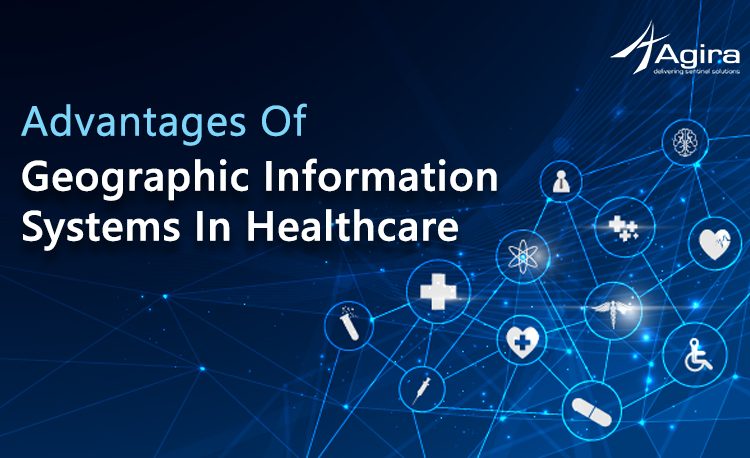 Agira
delivering sentinel solutions
Advantages Of
Geographic Information
Systems In Healthcare